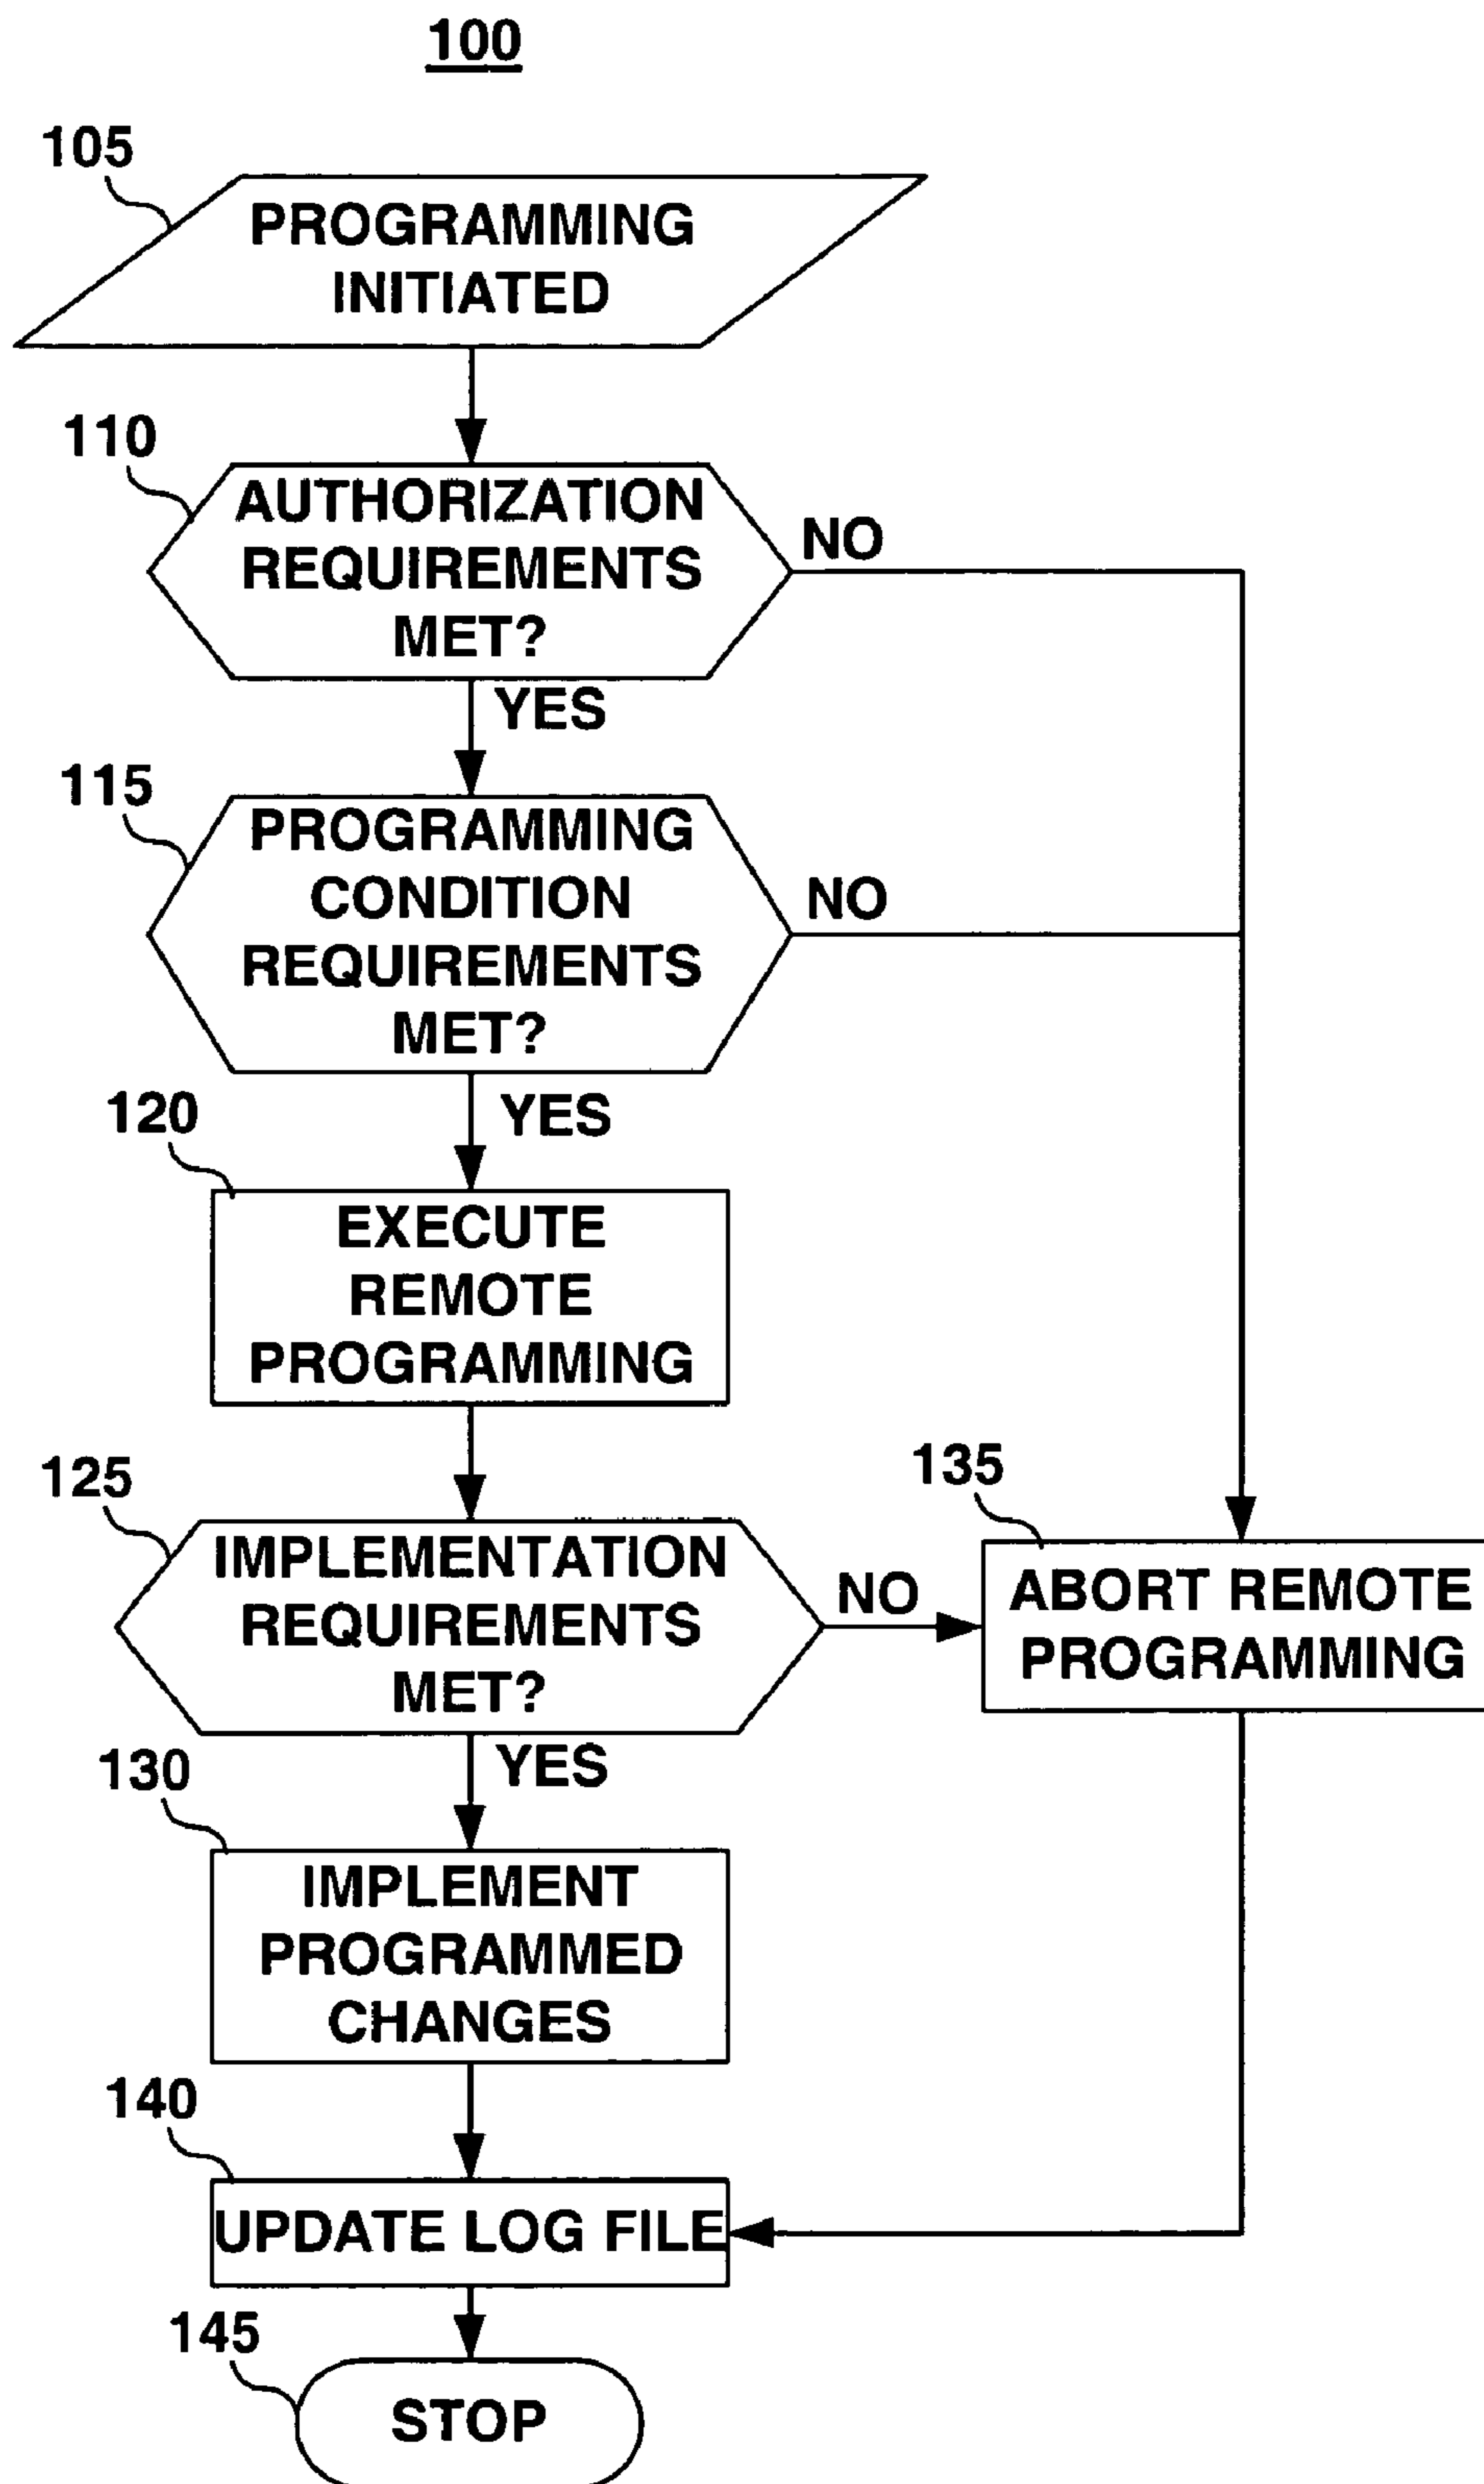 100
105
PROGRAMMING
INITIATED
110
AUTHORIZATION
REQUIREMENTS
MET?
NO
YES
115
PROGRAMMING
CONDITION
REQUIREMENTS
MET?
NO
YES
120
EXECUTE
REMOTE
PROGRAMMING
125
IMPLEMENTATION
REQUIREMENTS
MET?
NO
135
ABORT REMOTE
PROGRAMMING
YES
130
IMPLEMENT
PROGRAMMED
CHANGES
140
UPDATE LOG FILE
145
STOP